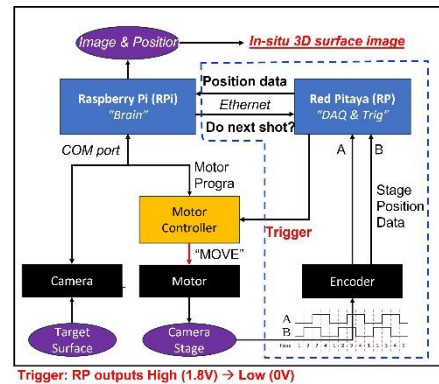 Image & Position
In-situ 3D surface image
Raspberry Pi (RPi)
"Brain"
Position data
Ethernet
Do next shot?
Red Pitaya (RP)
"DAQ & Trig"
COM port
Motor
Progra
A
B
Stage
Position
Data
Motor
Controller
Trigger
"MOVE"
Camera
Motor
Encoder
Target
Surface
Camera
Stage
A
B
Trigger: RP outputs High (1.8V) → Low (0V)